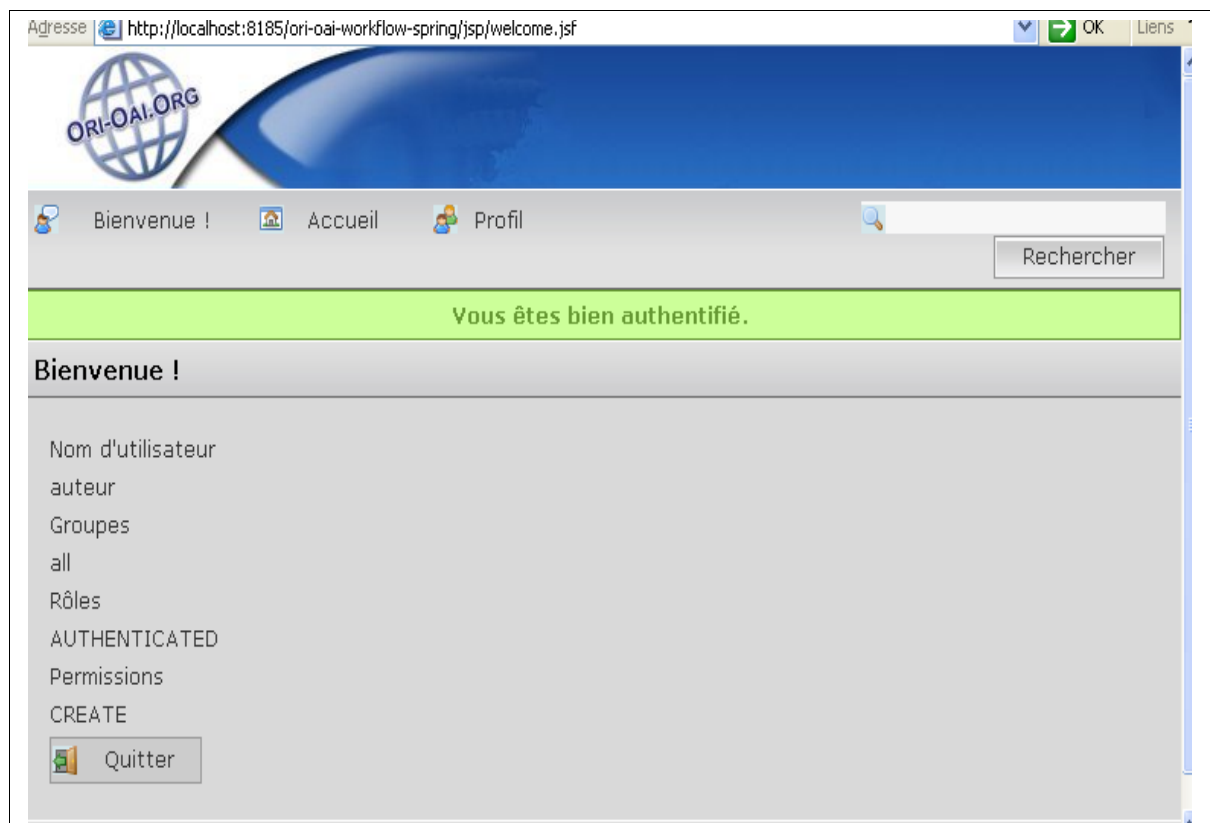 Adresse http://localhost:8185/ori-oai-workflow-spring/jsp/welcome.jsf OK Liens
ORI-OAI.ORG
Bienvenue ! Accueil Profil
Rechercher
Vous êtes bien authentifié.
Bienvenue !
Nom d'utilisateur
auteur
Groupes
all
Rôles
AUTHENTICATED
Permissions
CREATE
Quitter